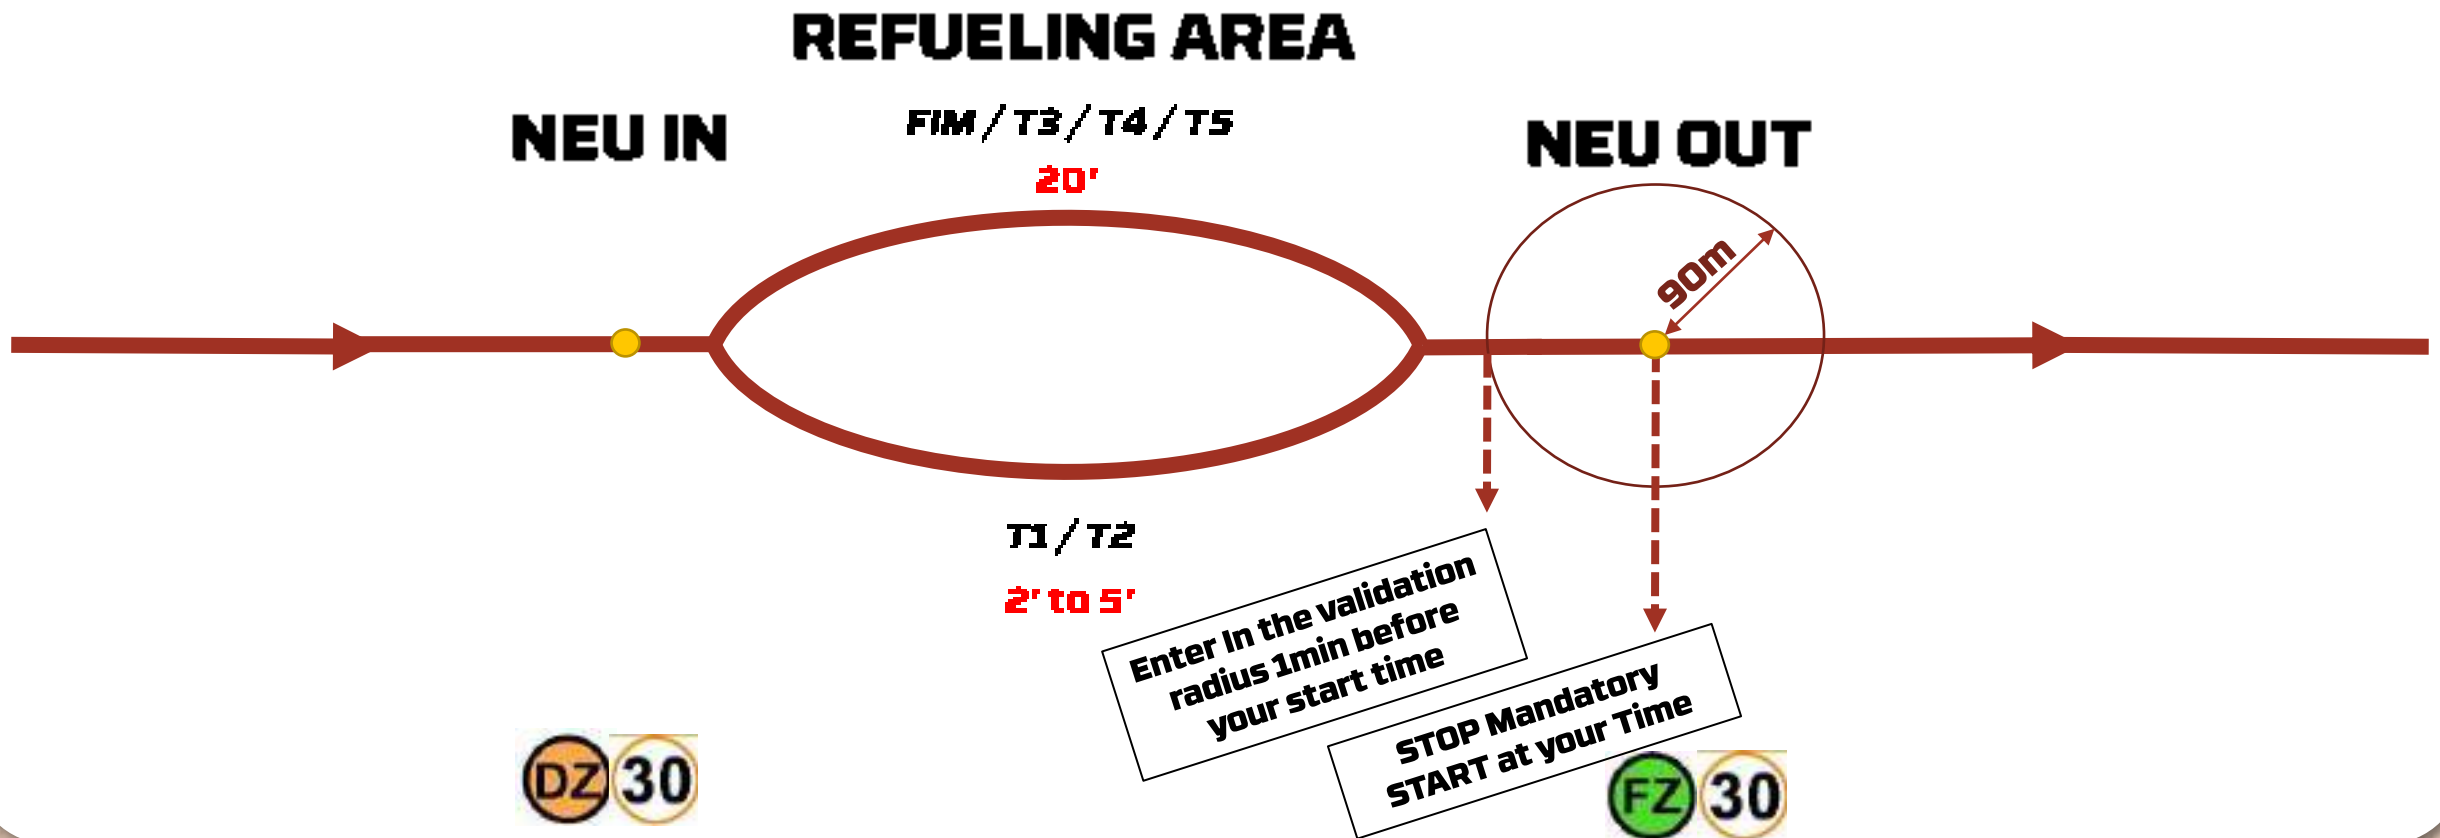 REFUELING AREA
NEU IN
FIM / T3 / T4 / T5
20'
NEU OUT
90m
T1 / T2
2' to 5'
Enter In the validation
radius 1min before
your start time
STOP Mandatory
START at your Time
DZ 30
FZ 30